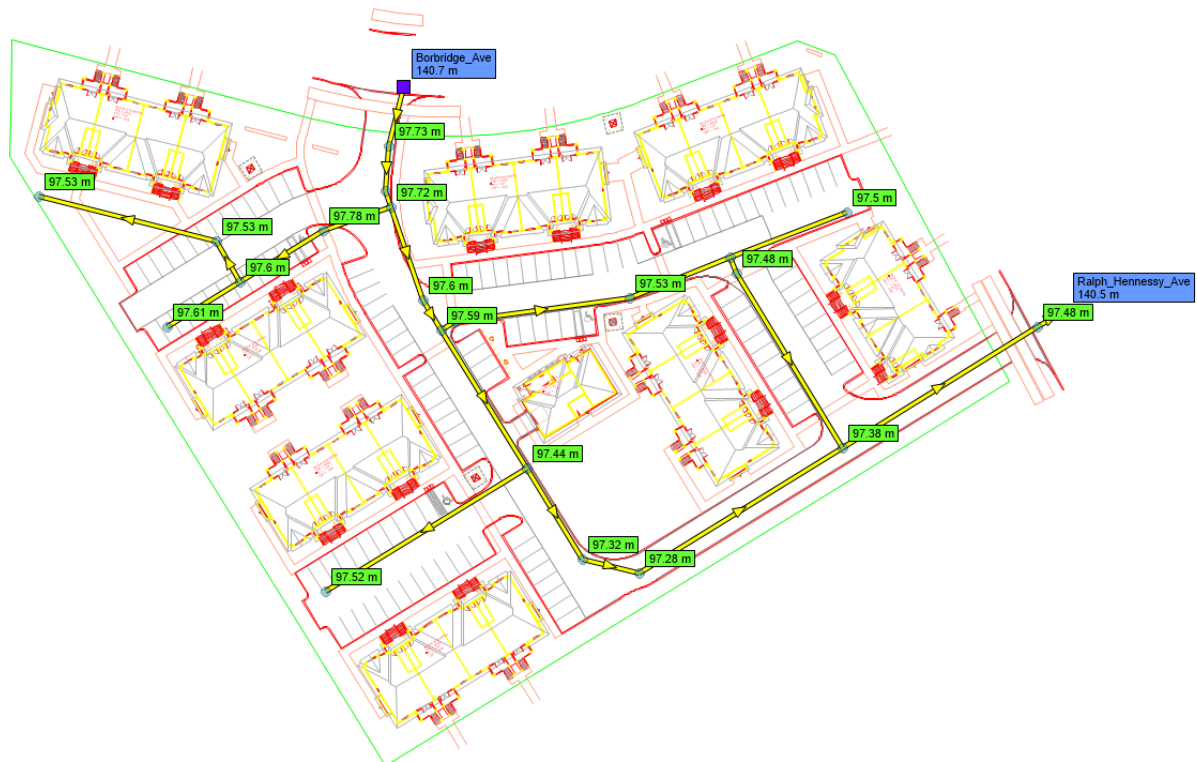 Borbridge_Ave
140.7 m
97.73 m
97.53 m
97.72 m
97.5 m
97.78 m
97.53 m
97.48 m
97.6 m
97.6 m
97.53 m
Ralph_Hennessy_Ave
140.5 m
97.48 m
97.61 m
97.59 m
97.38 m
97.44 m
97.32 m
97.28 m
97.52 m